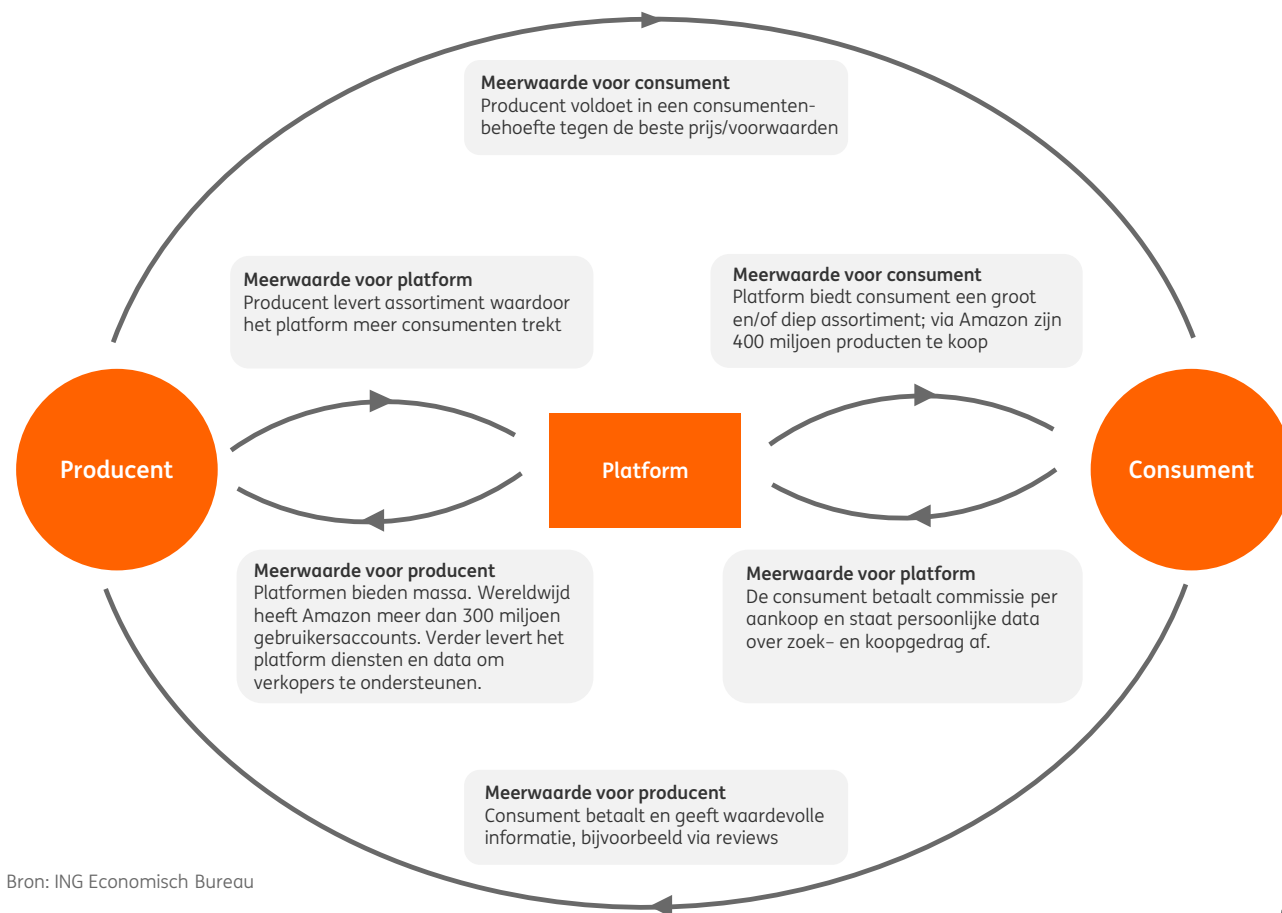 Meerwaarde voor consument
Producent voldoet in een consumenten-
behoefte tegen de beste prijs/voorwaarden
Meerwaarde voor platform
Producent levert assortiment waardoor
het platform meer consumenten trekt
Meerwaarde voor consument
Platform biedt consument een groot
en/of diep assortiment; via Amazon zijn
400 miljoen producten te koop
Producent
Platform
Consument
Meerwaarde voor producent
Platformen bieden massa. Wereldwijd
heeft Amazon meer dan 300 miljoen
gebruikersaccounts. Verder levert het
platform diensten en data om
verkopers te ondersteunen.
Meerwaarde voor platform
De consument betaalt commissie per
aankoop en staat persoonlijke data
over zoek- en koopgedrag af.
Meerwaarde voor producent
Consument betaalt en geeft waardevolle
informatie, bijvoorbeeld via reviews
Bron: ING Economisch Bureau